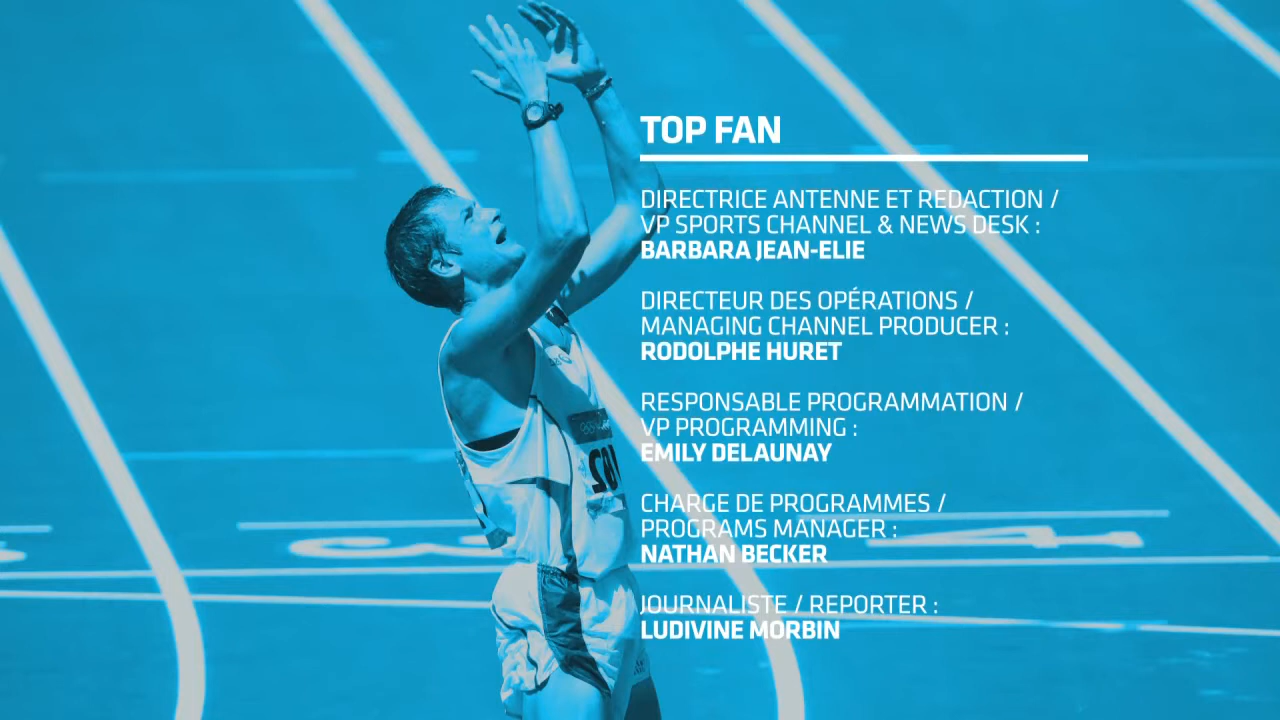 TOP FAN
DIRECTRICE ANTENNE ET REDACTION /
VP SPORTS CHANNEL & NEWS DESK :
BARBARA JEAN-ELIE
DIRECTEUR DES OPÉRATIONS /
MANAGING CHANNEL PRODUCER :
RODOLPHE HURET
RESPONSABLE PROGRAMMATION /
VP PROGRAMMING :
EMILY DELAUNAY
CHARGE DE PROGRAMMES /
PROGRAMS MANAGER :
NATHAN BECKER
JOURNALISTE / REPORTER :
LUDIVINE MORBIN